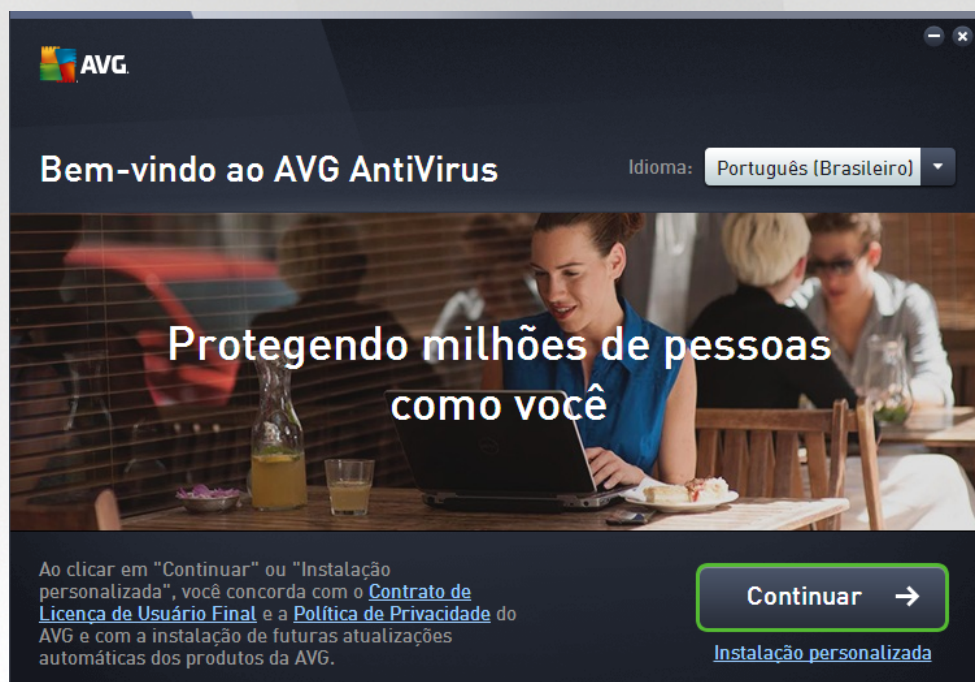 AVG
Bem-vindo ao AVG AntiVirus
Idioma:
Português (Brasileiro)
Protegendo milhões de pessoas
como você
Ao clicar em "Continuar" ou "Instalação
personalizada", você concorda com o Contrato de
Licença de Usuário Final e a Política de Privacidade do
AVG e com a instalação de futuras atualizações
automáticas dos produtos da AVG.
Continuar
Instalação personalizada